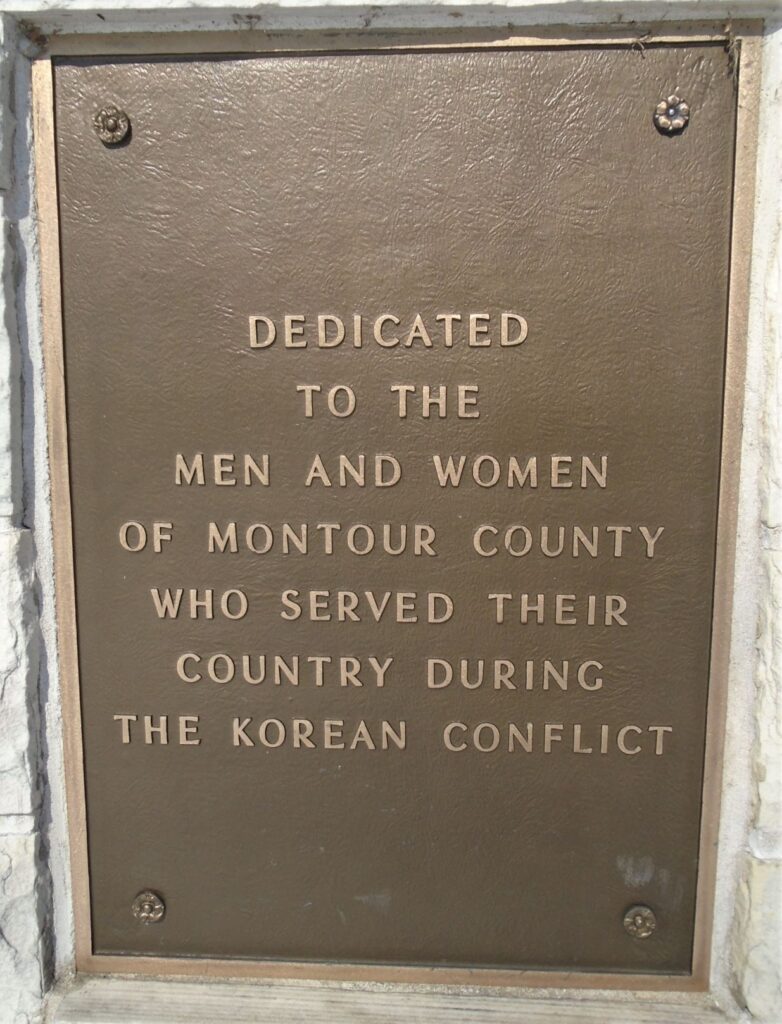 DEDICATED
TO THE
MEN AND WOMEN
OF MONTOUR COUNTY
WHO SERVED THEIR
COUNTRY DURING
THE KOREAN CONFLICT